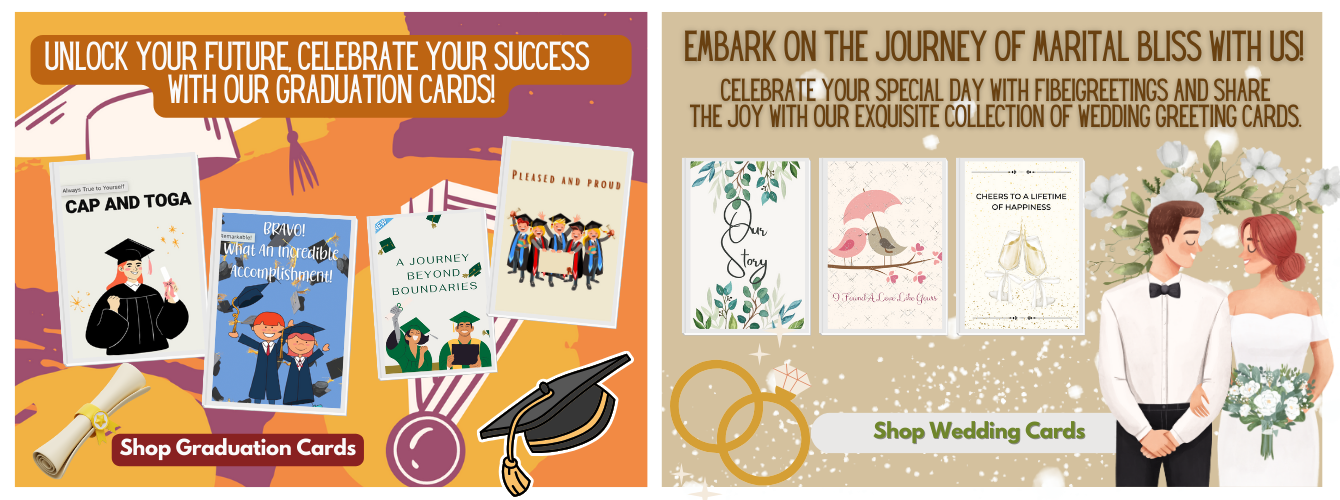 UNLOCK YOUR FUTURE, CELEBRATE YOUR SUCCESS
WITH OUR GRADUATION CARDS!
Always True to Yourself
CAP AND TOGA
Remarkable!
BRAVO!
What An Incredible
Accomplishment!
A JOURNEY
BEYOND
BOUNDARIES
PLEASED AND PROUD
Shop Graduation Cards
EMBARK ON THE JOURNEY OF MARITAL BLISS WITH US!
CELEBRATE YOUR SPECIAL DAY WITH FIBEIGREETINGS AND SHARE
THE JOY WITH OUR EXQUISITE COLLECTION OF WEDDING GREETING CARDS.
Our
Story
I Found A Love Like Yours
CHEERS TO A LIFETIME
OF HAPPINESS
Shop Wedding Cards